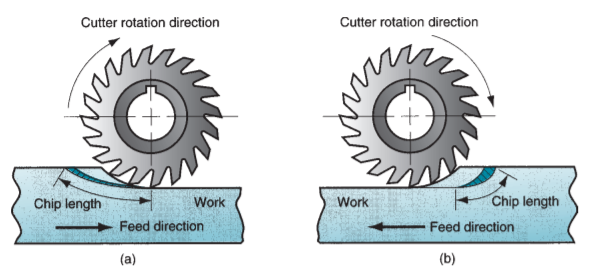 Cutter rotation direction
Chip length
Work
Feed direction
(a)
Cutter rotation direction
Work
Chip length
Feed direction
(b)